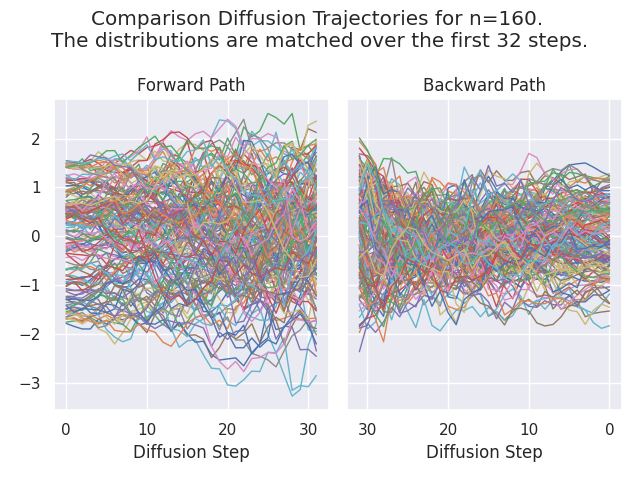 Comparison Diffusion Trajectories for n=160.
The distributions are matched over the first 32 steps.
Forward Path
Backward Path
2
1
0
−1
−2
−3
0 10 20 30
30 20 10 0
Diffusion Step
Diffusion Step